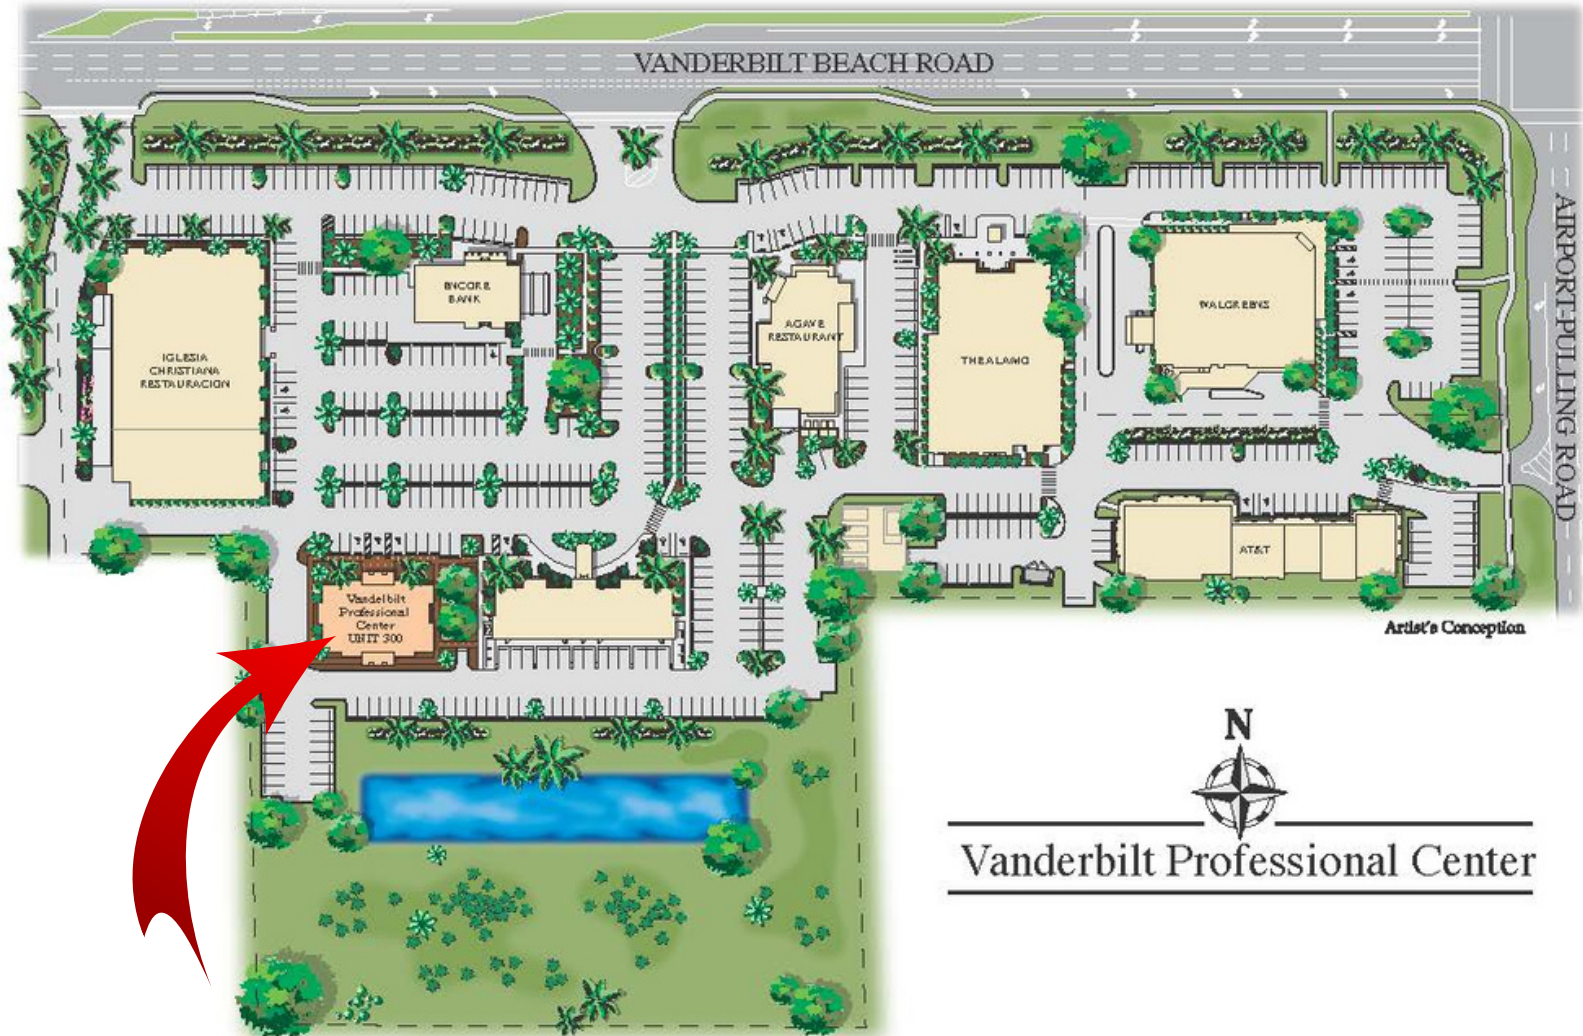 VANDERBILT BEACH ROAD
AIRPORT-PULLING ROAD
ENCORE
BANK
IGLESIA
CHRISTIANA
RESTAURACION
AGAVE
RESTAURANT
THE ALAMO
WALGREENS
AT&T
Vandelbilt
Professional
Center
UNIT 300
Artist's Conception
N
Vanderbilt Professional Center